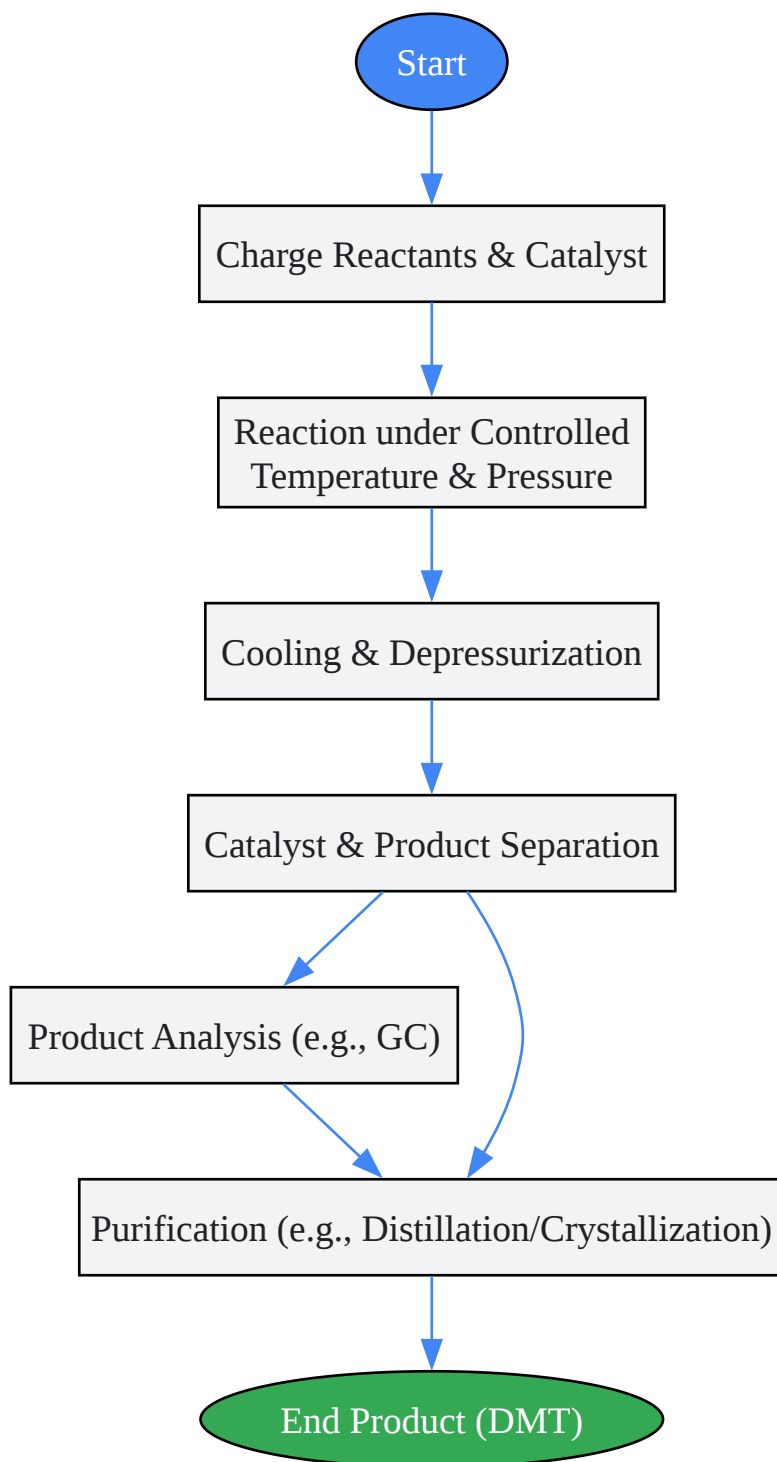 Start
Charge Reactants & Catalyst
Reaction under Controlled
Temperature & Pressure
Cooling & Depressurization
Catalyst & Product Separation
Product Analysis (e.g., GC)
Purification (e.g., Distillation/Crystallization)
End Product (DMT)